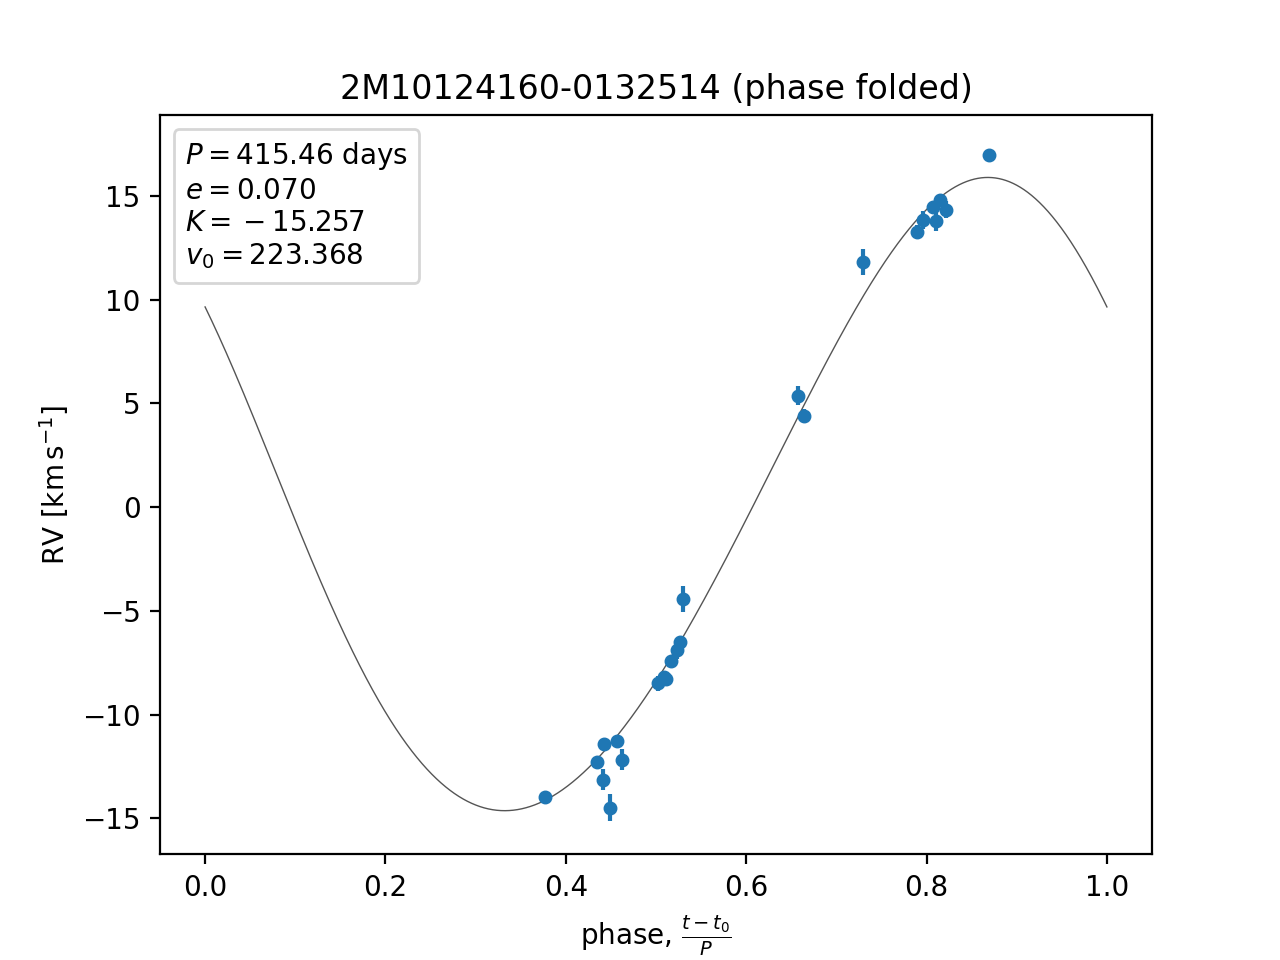 2M10124160-0132514 (phase folded)
P = 415.46 days
e = 0.070
K = −15.257
v₀ = 223.368
15
10
5
0
−5
−10
−15
RV [km s⁻¹]
0.0 0.2 0.4 0.6 0.8 1.0
phase, (t − t₀)/P